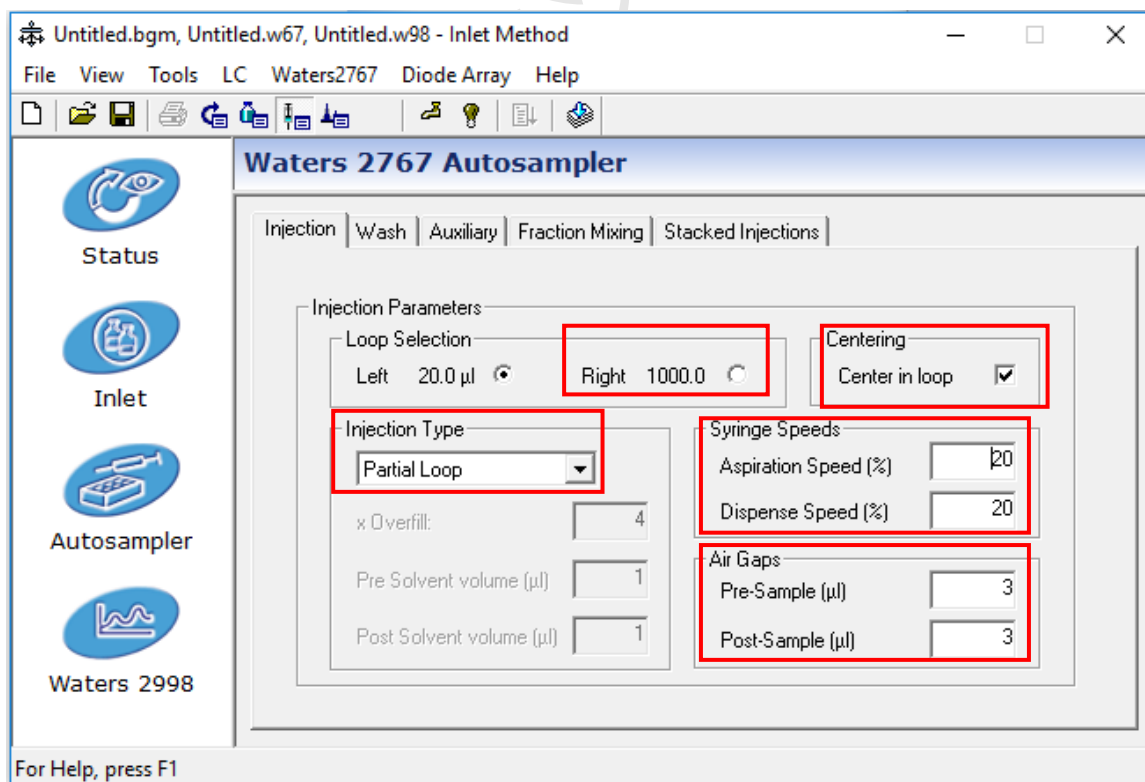 Untitled.bgm, Untitled.w67, Untitled.w98 - Inlet Method
File View Tools LC Waters2767 Diode Array Help
Waters 2767 Autosampler
Status
Inlet
Autosampler
Waters 2998
Injection Wash Auxiliary Fraction Mixing Stacked Injections
Injection Parameters
Loop Selection
Left 20.0 µl Right 1000.0
Centering
Center in loop
Injection Type
Partial Loop
x Overfill: 4
Pre Solvent volume (µl) 1
Post Solvent volume (µl) 1
Syringe Speeds
Aspiration Speed (%) 20
Dispense Speed (%) 20
Air Gaps
Pre-Sample (µl) 3
Post-Sample (µl) 3
For Help, press F1